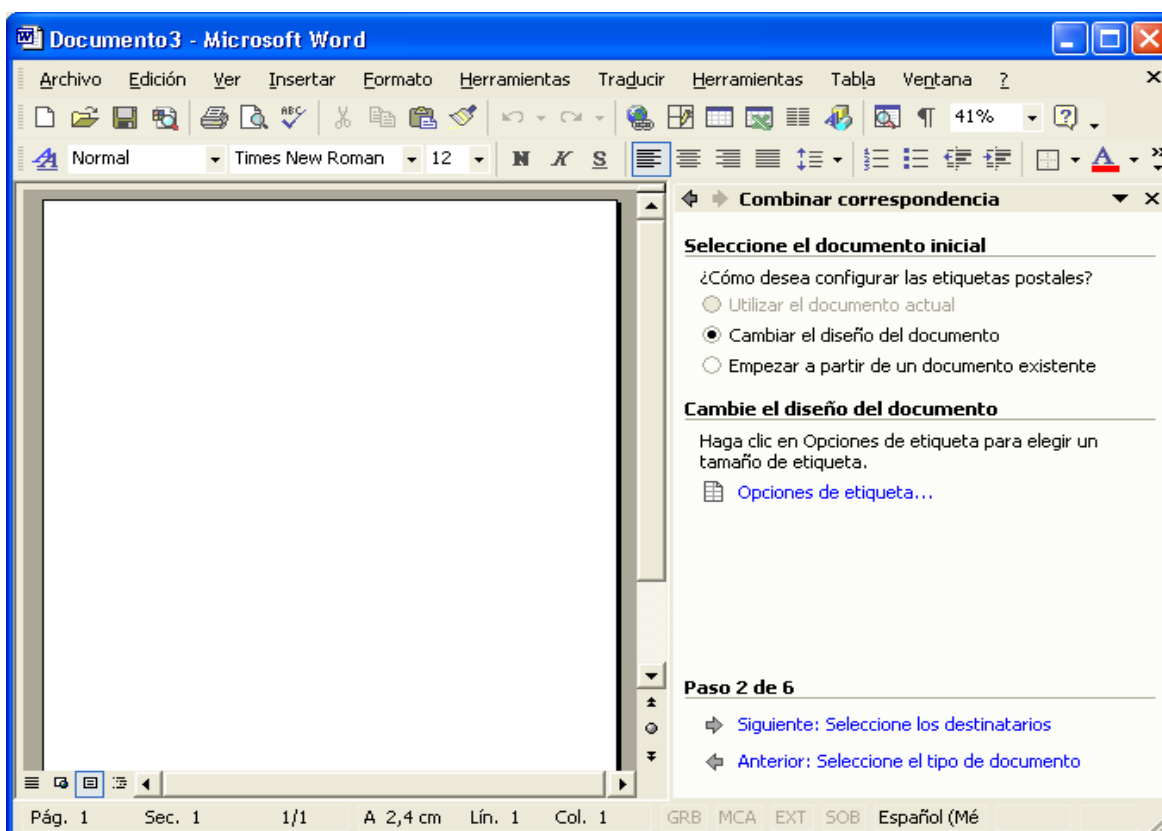 Documento3 - Microsoft Word
Archivo Edición Ver Insertar Formato Herramientas Traducir Herramientas Tabla Ventana ?
41%
Normal Times New Roman 12 N K S
Combinar correspondencia
Seleccione el documento inicial
¿Cómo desea configurar las etiquetas postales?
Utilizar el documento actual
Cambiar el diseño del documento
Empezar a partir de un documento existente
Cambie el diseño del documento
Haga clic en Opciones de etiqueta para elegir un
tamaño de etiqueta.
Opciones de etiqueta...
Paso 2 de 6
Siguiente: Seleccione los destinatarios
Anterior: Seleccione el tipo de documento
Pág. 1 Sec. 1 1/1 A 2,4 cm Lín. 1 Col. 1 GRB MCA EXT SOB Español (Mé